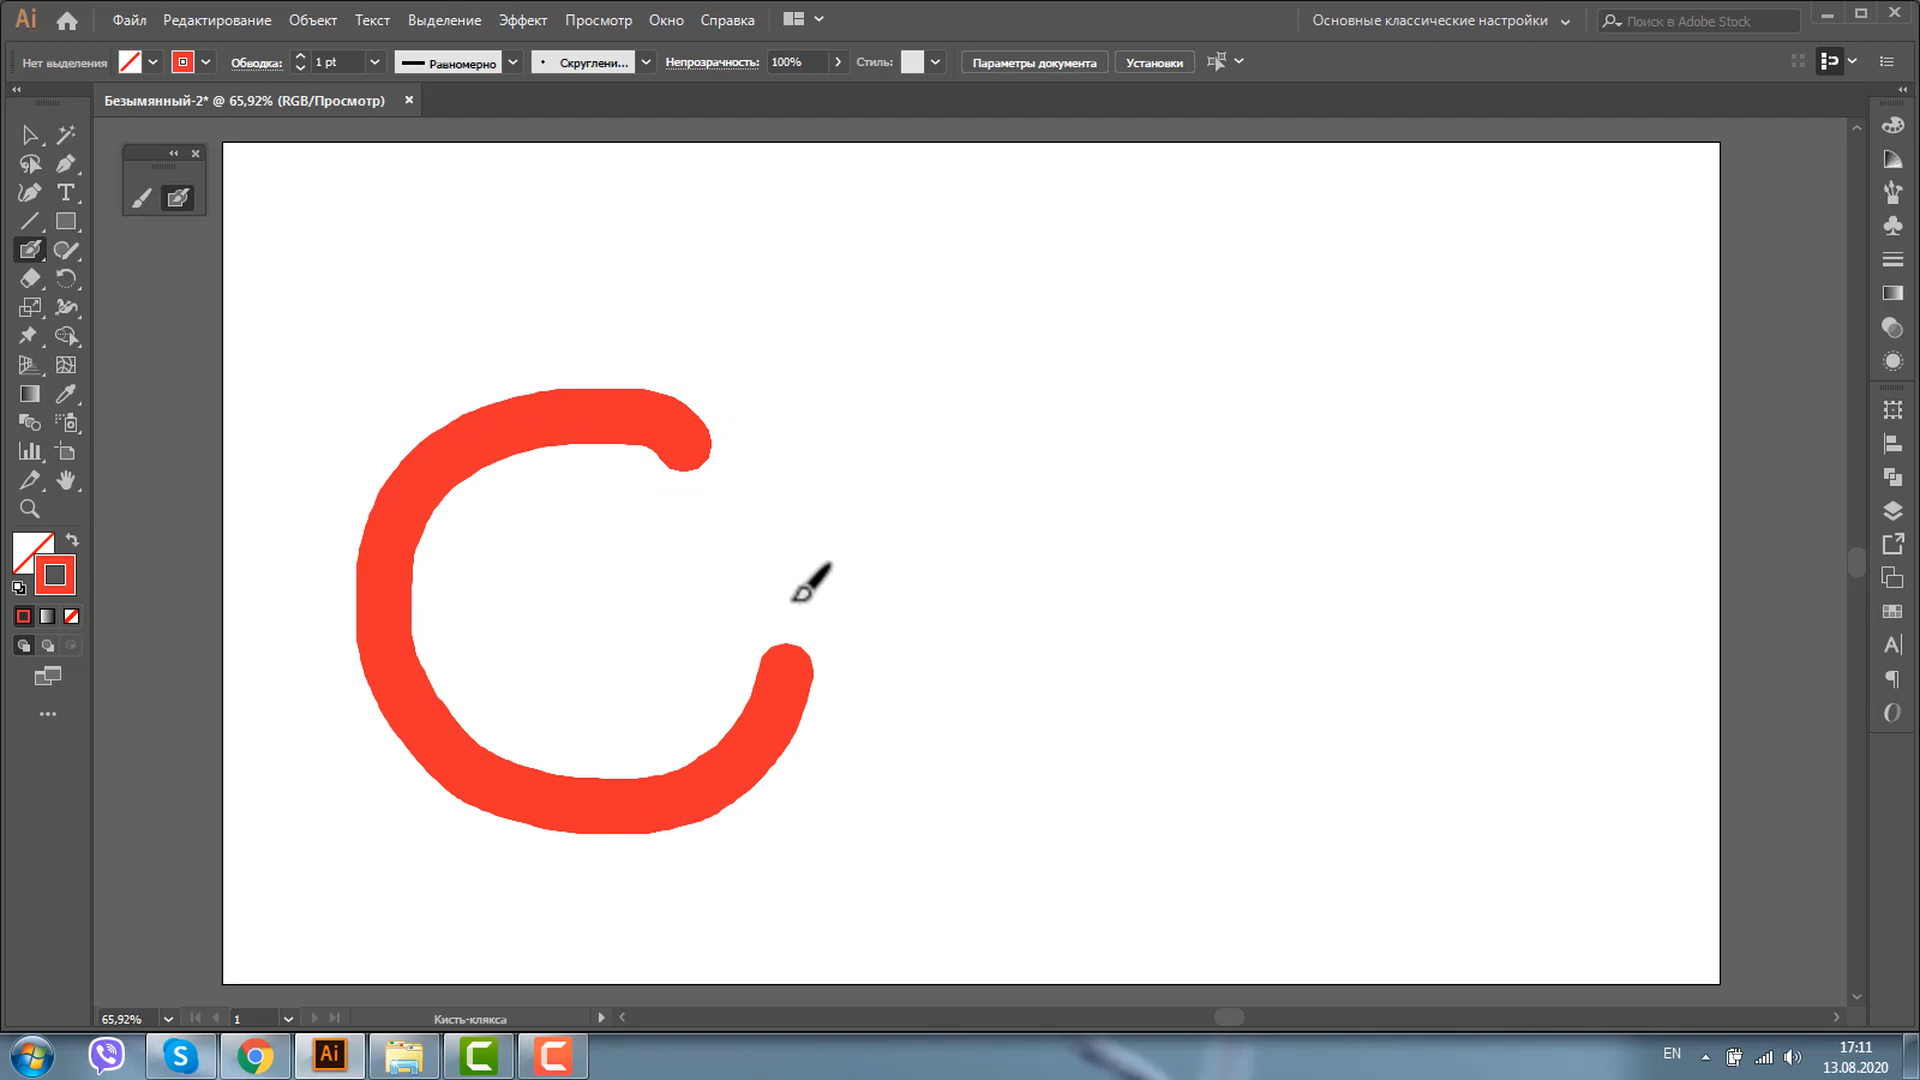 Ai Файл Редактирование Объект Текст Выделение Эффект Просмотр Окно Справка Основные классические настройки Поиск в Adobe Stock
Нет выделения Обводка: 1 pt Равномерно Скруглени... Непрозрачность: 100% Стиль: Параметры документа Установки
Безымянный-2* @ 65,92% (RGB/Просмотр)
65,92% 1 Кисть-клякса
Ai EN 17:11
13.08.2020